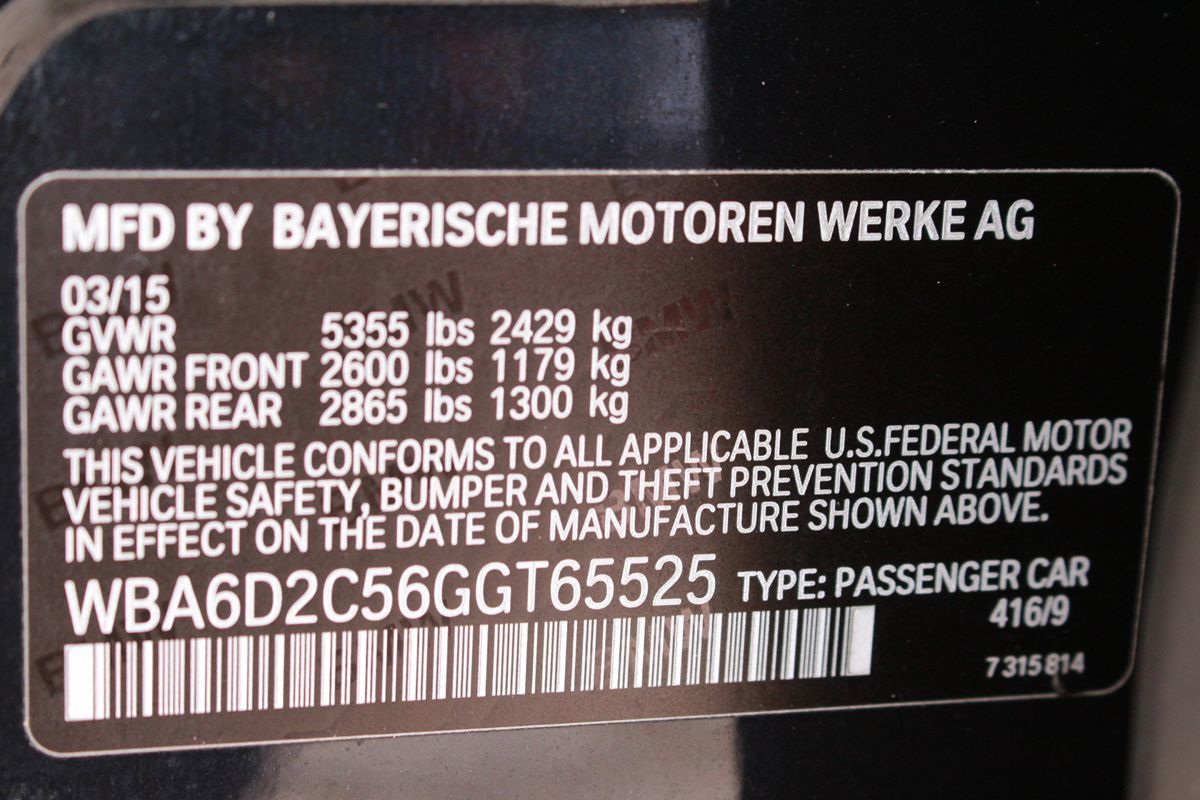 MFD BY BAYERISCHE MOTOREN WERKE AG
03/15
GVWR 5355 lbs 2429 kg
GAWR FRONT 2600 lbs 1179 kg
GAWR REAR 2865 lbs 1300 kg
THIS VEHICLE CONFORMS TO ALL APPLICABLE U.S.FEDERAL MOTOR
VEHICLE SAFETY, BUMPER AND THEFT PREVENTION STANDARDS
IN EFFECT ON THE DATE OF MANUFACTURE SHOWN ABOVE.
WBA6D2C56GGT65525 TYPE: PASSENGER CAR
416/9
7 315 814